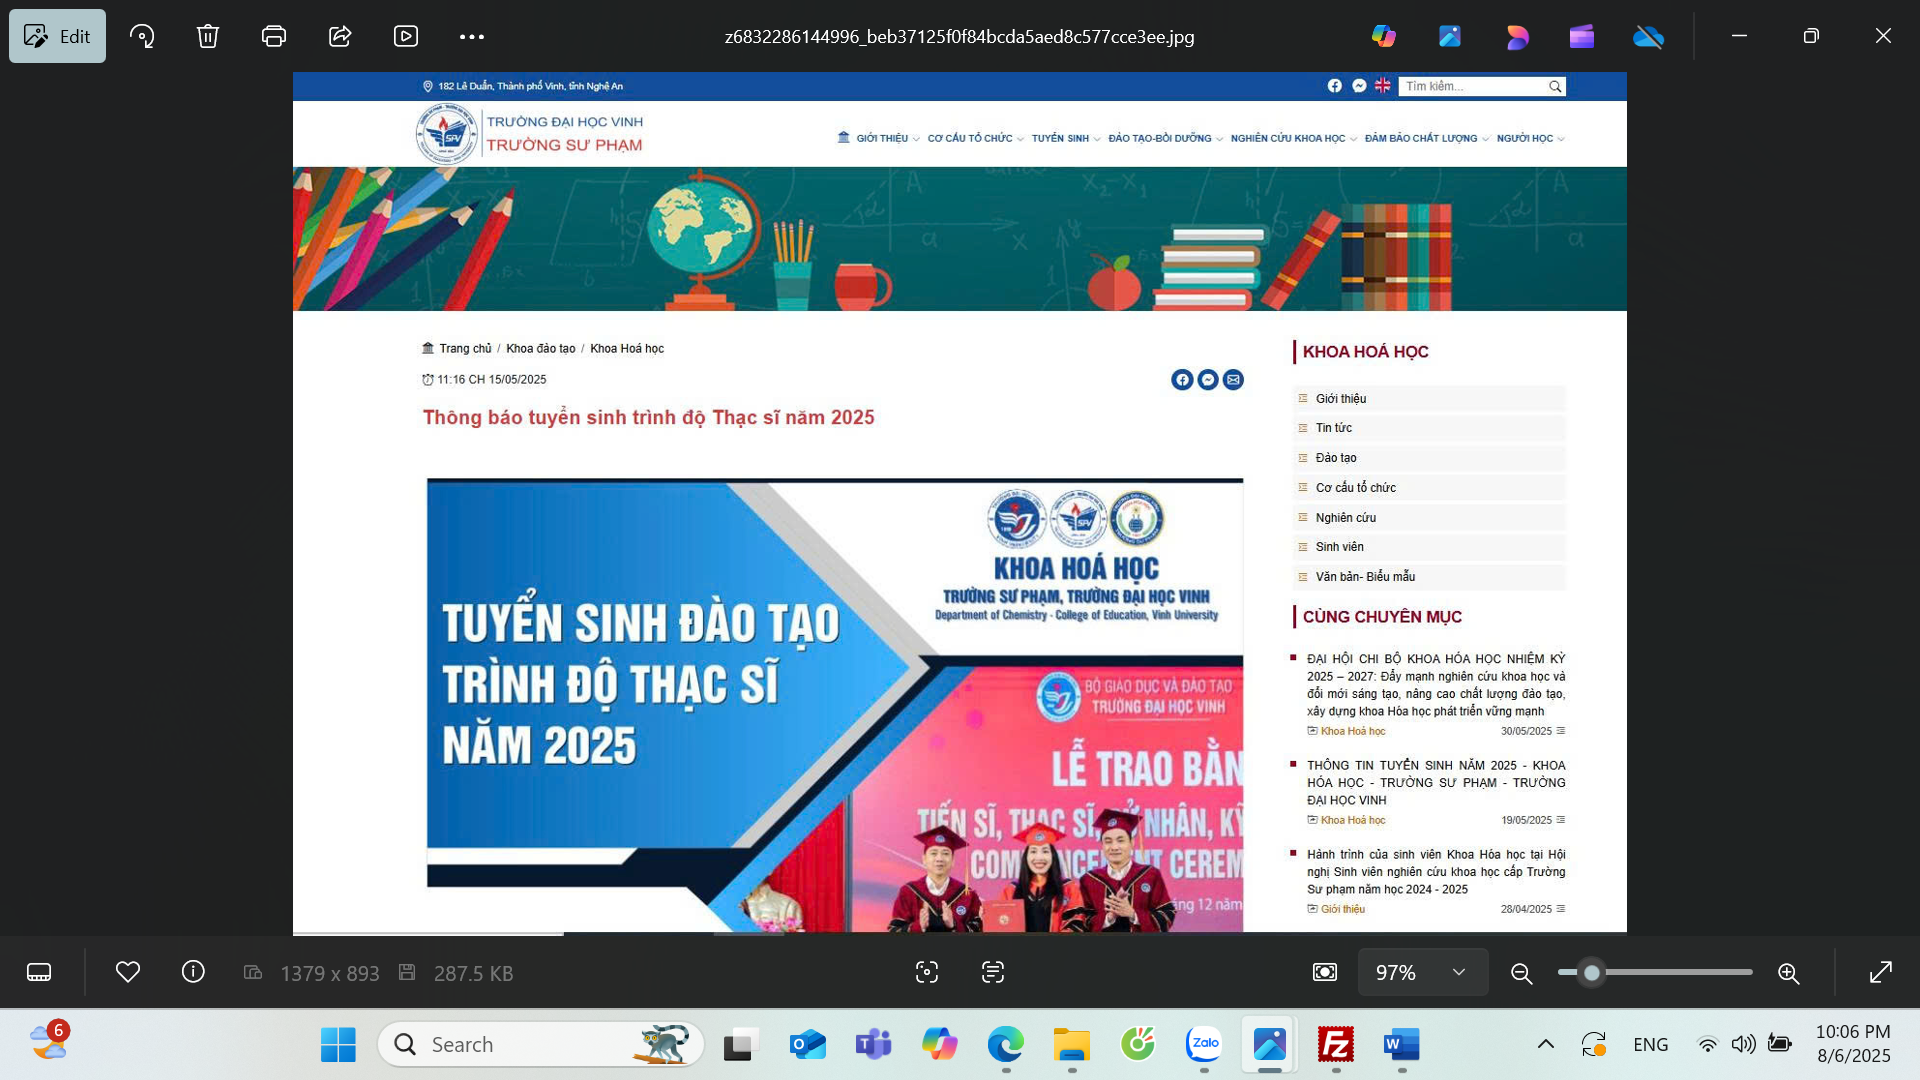 Edit
z6832286144996_beb37125f0f84bcda5aed8c577cce3ee.jpg
182 Lê Duẩn, Thành phố Vinh, tỉnh Nghệ An
Tìm kiếm...
TRƯỜNG ĐẠI HỌC VINH
TRƯỜNG SƯ PHẠM
GIỚI THIỆU CƠ CẤU TỔ CHỨC TUYỂN SINH ĐÀO TẠO-BỒI DƯỠNG NGHIÊN CỨU KHOA HỌC ĐẢM BẢO CHẤT LƯỢNG NGƯỜI HỌC
Trang chủ / Khoa đào tạo / Khoa Hoá học
11:16 CH 15/05/2025
Thông báo tuyển sinh trình độ Thạc sĩ năm 2025
KHOA HOÁ HỌC
TRƯỜNG SƯ PHẠM, TRƯỜNG ĐẠI HỌC VINH
Department of Chemistry - College of Education, Vinh University
TUYỂN SINH ĐÀO TẠO
TRÌNH ĐỘ THẠC SĨ
NĂM 2025
BỘ GIÁO DỤC VÀ ĐÀO TẠO
TRƯỜNG ĐẠI HỌC VINH
LỄ TRAO BẰN
TIẾN SĨ, THẠC SĨ, NHÂN, KỸ
CEREM
12 năm
KHOA HOÁ HỌC
Giới thiệu
Tin tức
Đào tạo
Cơ cấu tổ chức
Nghiên cứu
Sinh viên
Văn bản- Biểu mẫu
CÙNG CHUYÊN MỤC
ĐẠI HỘI CHI BỘ KHOA HÓA HỌC NHIỆM KỲ
2025 – 2027: Đẩy mạnh nghiên cứu khoa học và
đổi mới sáng tạo, nâng cao chất lượng đào tạo,
xây dựng khoa Hóa học phát triển vững mạnh
Khoa Hoá học 30/05/2025
THÔNG TIN TUYỂN SINH NĂM 2025 - KHOA
HÓA HỌC - TRƯỜNG SƯ PHẠM - TRƯỜNG
ĐẠI HỌC VINH
Khoa Hoá học 19/05/2025
Hành trình của sinh viên Khoa Hóa học tại Hội
nghị Sinh viên nghiên cứu khoa học cấp Trường
Sư phạm năm học 2024 - 2025
Giới thiệu 28/04/2025
1379 x 893 287.5 KB
97%
6
Search
Zalo
ENG
10:06 PM
8/6/2025